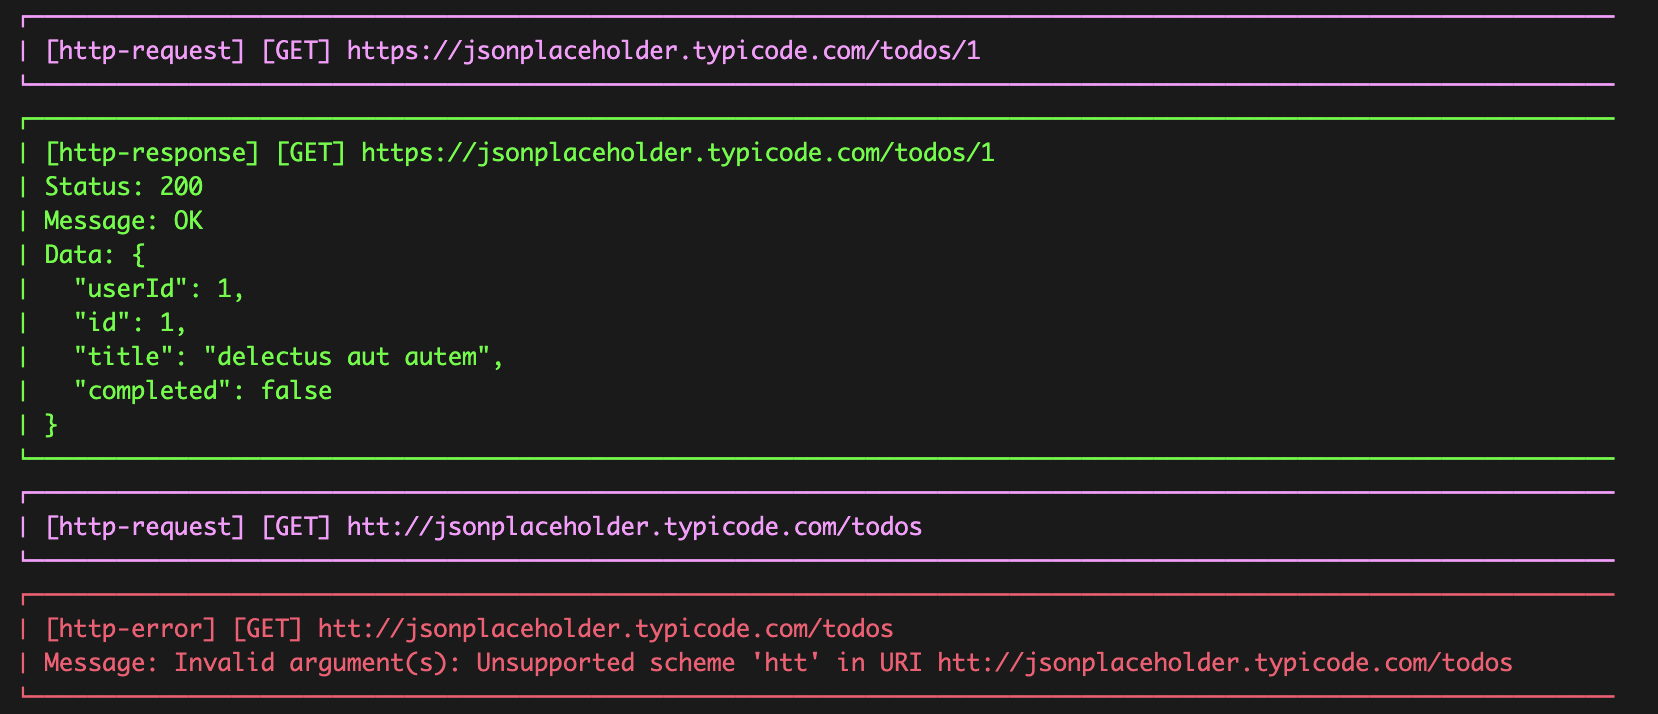 [http-request] [GET] https://jsonplaceholder.typicode.com/todos/1
| [http-response] [GET] https://jsonplaceholder.typicode.com/todos/1
| Status: 200
| Message: OK
| Data: {
|   "userId": 1,
|   "id": 1,
|   "title": "delectus aut autem",
|   "completed": false
| }
| [http-request] [GET] htt://jsonplaceholder.typicode.com/todos
| [http-error] [GET] htt://jsonplaceholder.typicode.com/todos
| Message: Invalid argument(s): Unsupported scheme 'htt' in URI htt://jsonplaceholder.typicode.com/todos